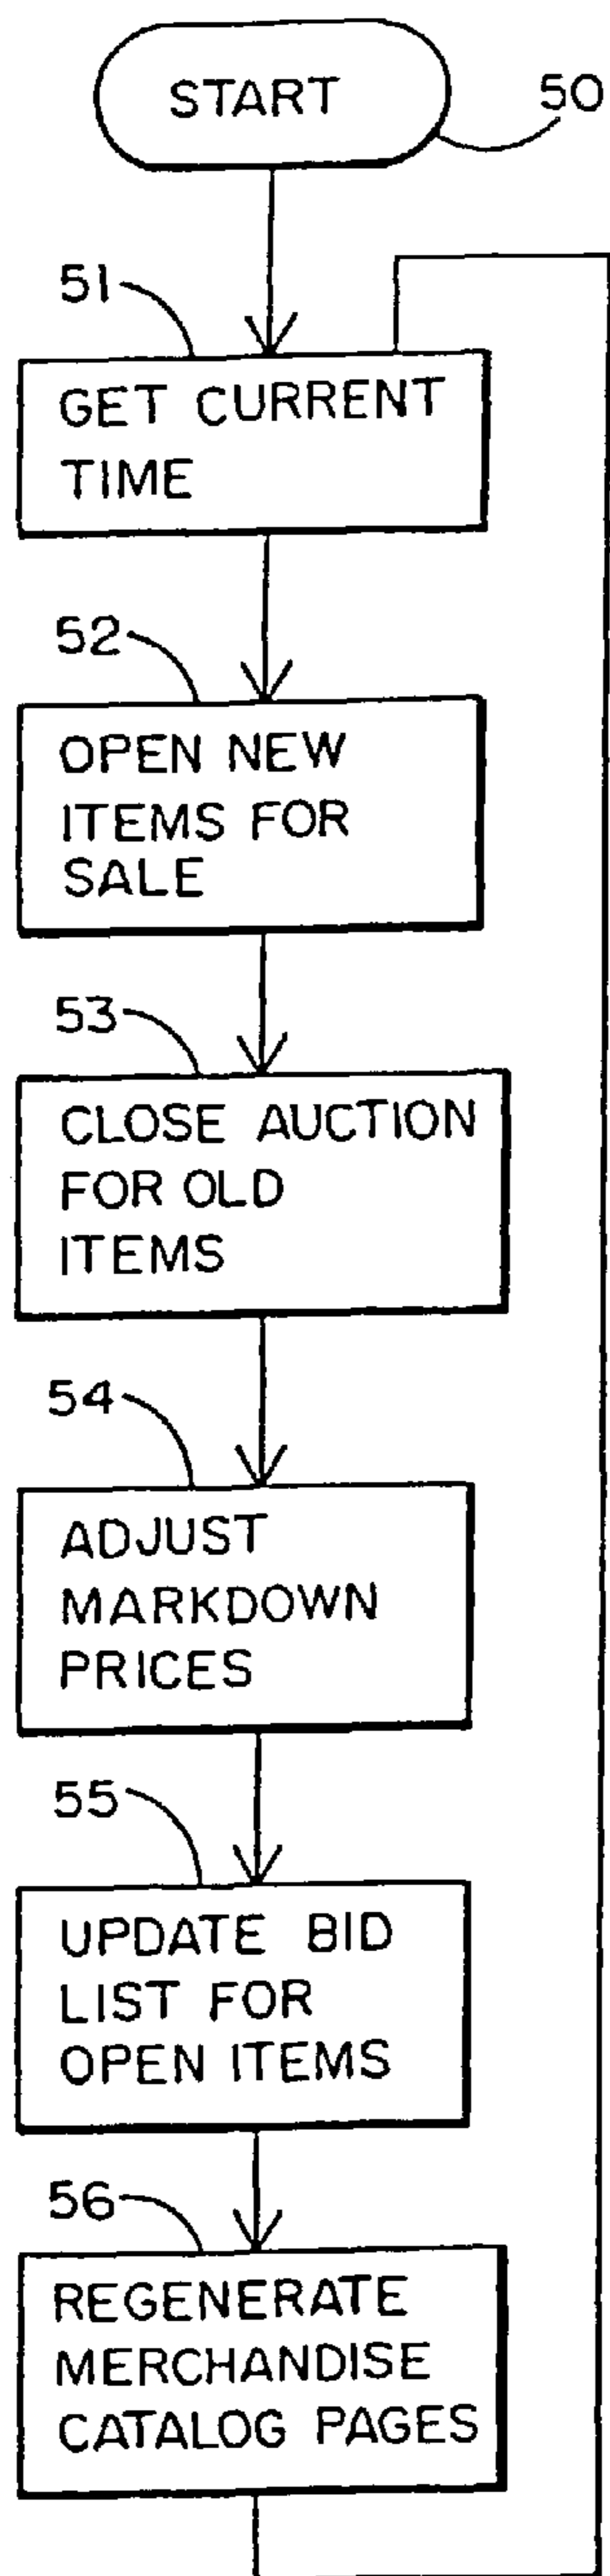 START
50
51
GET CURRENT
TIME
52
OPEN NEW
ITEMS FOR
SALE
53
CLOSE AUCTION
FOR OLD
ITEMS
54
ADJUST
MARKDOWN
PRICES
55
UPDATE BID
LIST FOR
OPEN ITEMS
56
REGENERATE
MERCHANDISE
CATALOG PAGES